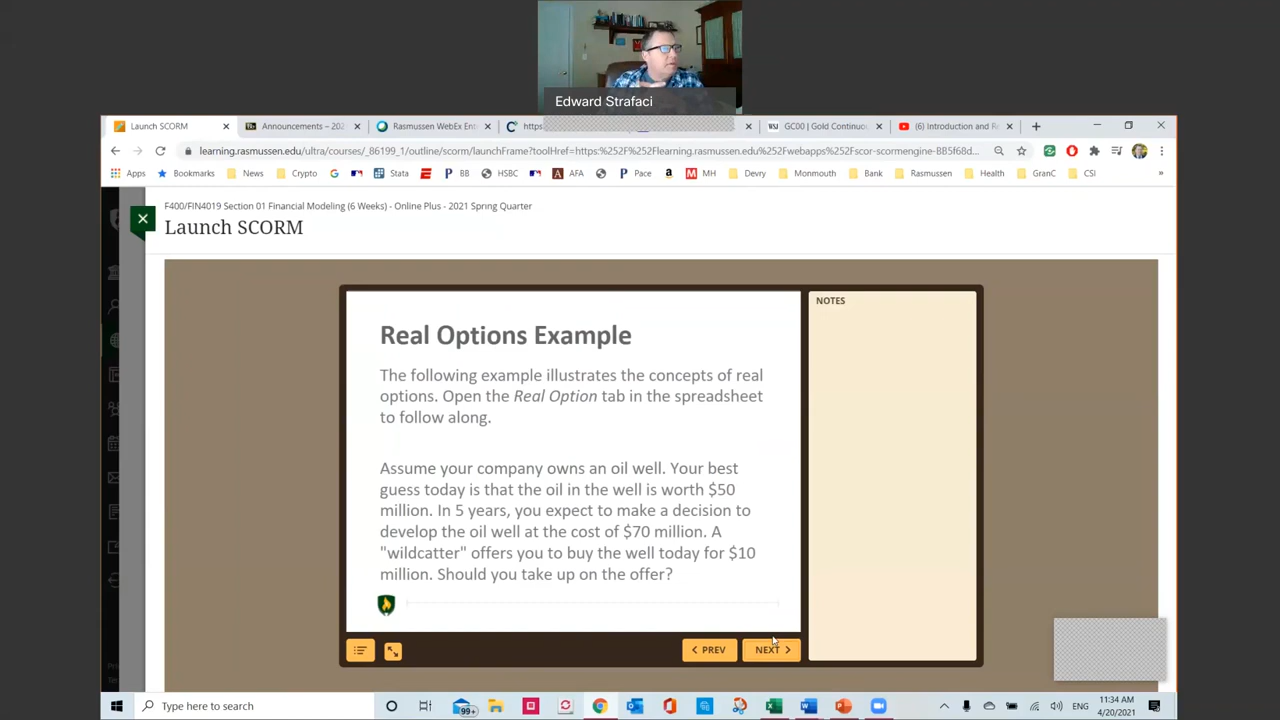 Edward Strafaci
Launch SCORM
Announcements – 202
Rasmussen WebEx Ent
https:
GC00 | Gold Continuou
(6) Introduction and Re
learning.rasmussen.edu/ultra/courses/_86199_1/outline/scorm/launchFrame?toolHref=https:%252F%252Flearning.rasmussen.edu%252Fwebapps%252Fscor-scormengine-BB5f68d...
Apps
Bookmarks
News
Crypto
Stata
BB
HSBC
AFA
Pace
MH
Devry
Monmouth
Bank
Rasmussen
Health
GranC
CSI
F400/FIN4019 Section 01 Financial Modeling (6 Weeks) - Online Plus - 2021 Spring Quarter
Launch SCORM
Real Options Example
The following example illustrates the concepts of real
options. Open the Real Option tab in the spreadsheet
to follow along.
Assume your company owns an oil well. Your best
guess today is that the oil in the well is worth $50
million. In 5 years, you expect to make a decision to
develop the oil well at the cost of $70 million. A
"wildcatter" offers you to buy the well today for $10
million. Should you take up on the offer?
NOTES
PREV
NEXT
Type here to search
99+
ENG
11:34 AM
4/20/2021